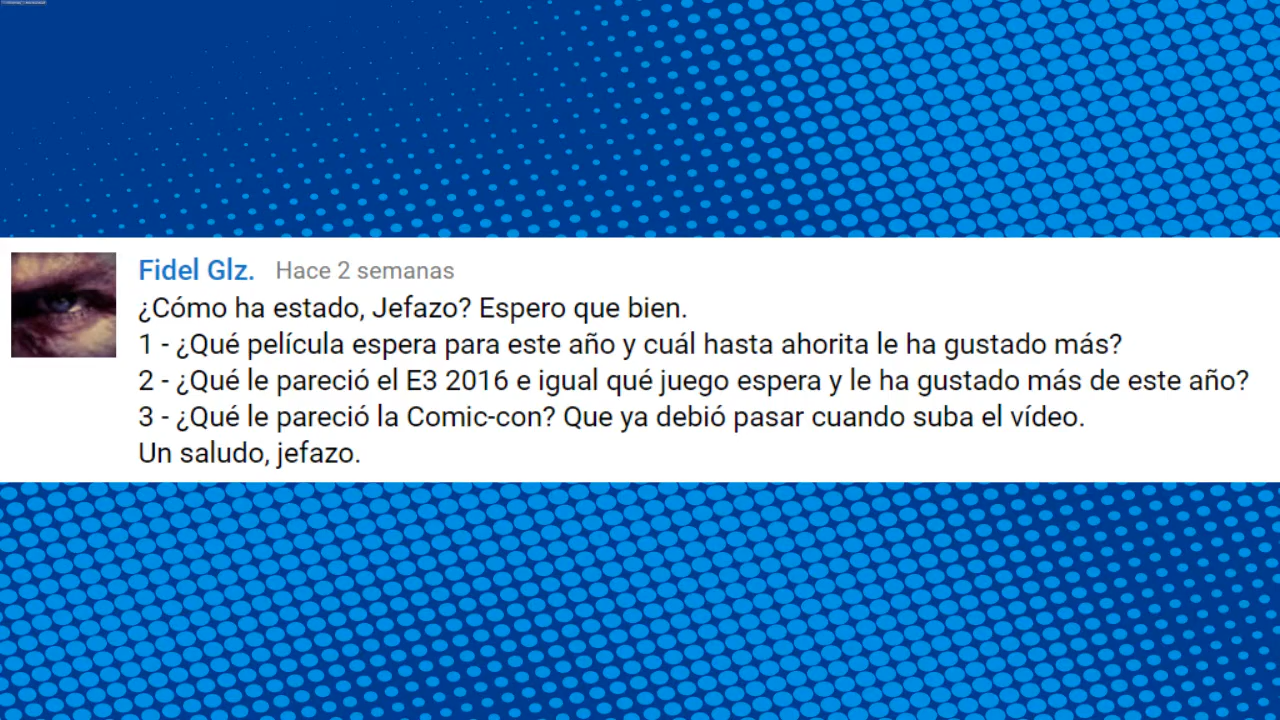 Fidel Glz. Hace 2 semanas
¿Cómo ha estado, Jefazo? Espero que bien.
1 - ¿Qué película espera para este año y cuál hasta ahorita le ha gustado más?
2 - ¿Qué le pareció el E3 2016 e igual qué juego espera y le ha gustado más de este año?
3 - ¿Qué le pareció la Comic-con? Que ya debió pasar cuando suba el vídeo.
Un saludo, jefazo.